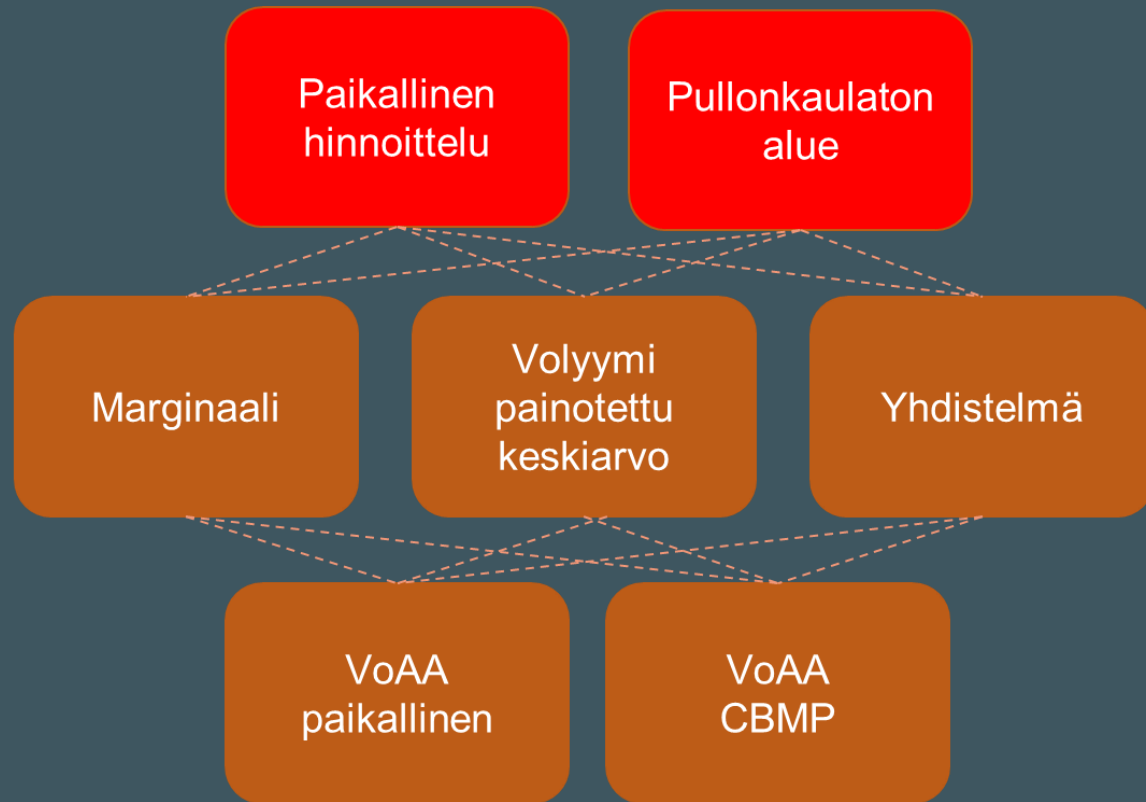 Paikallinen
hinnoittelu
Pullonkaulaton
alue
Marginaali
Volyymi
painotettu
keskiarvo
Yhdistelmä
VoAA
paikallinen
VoAA
CBMP